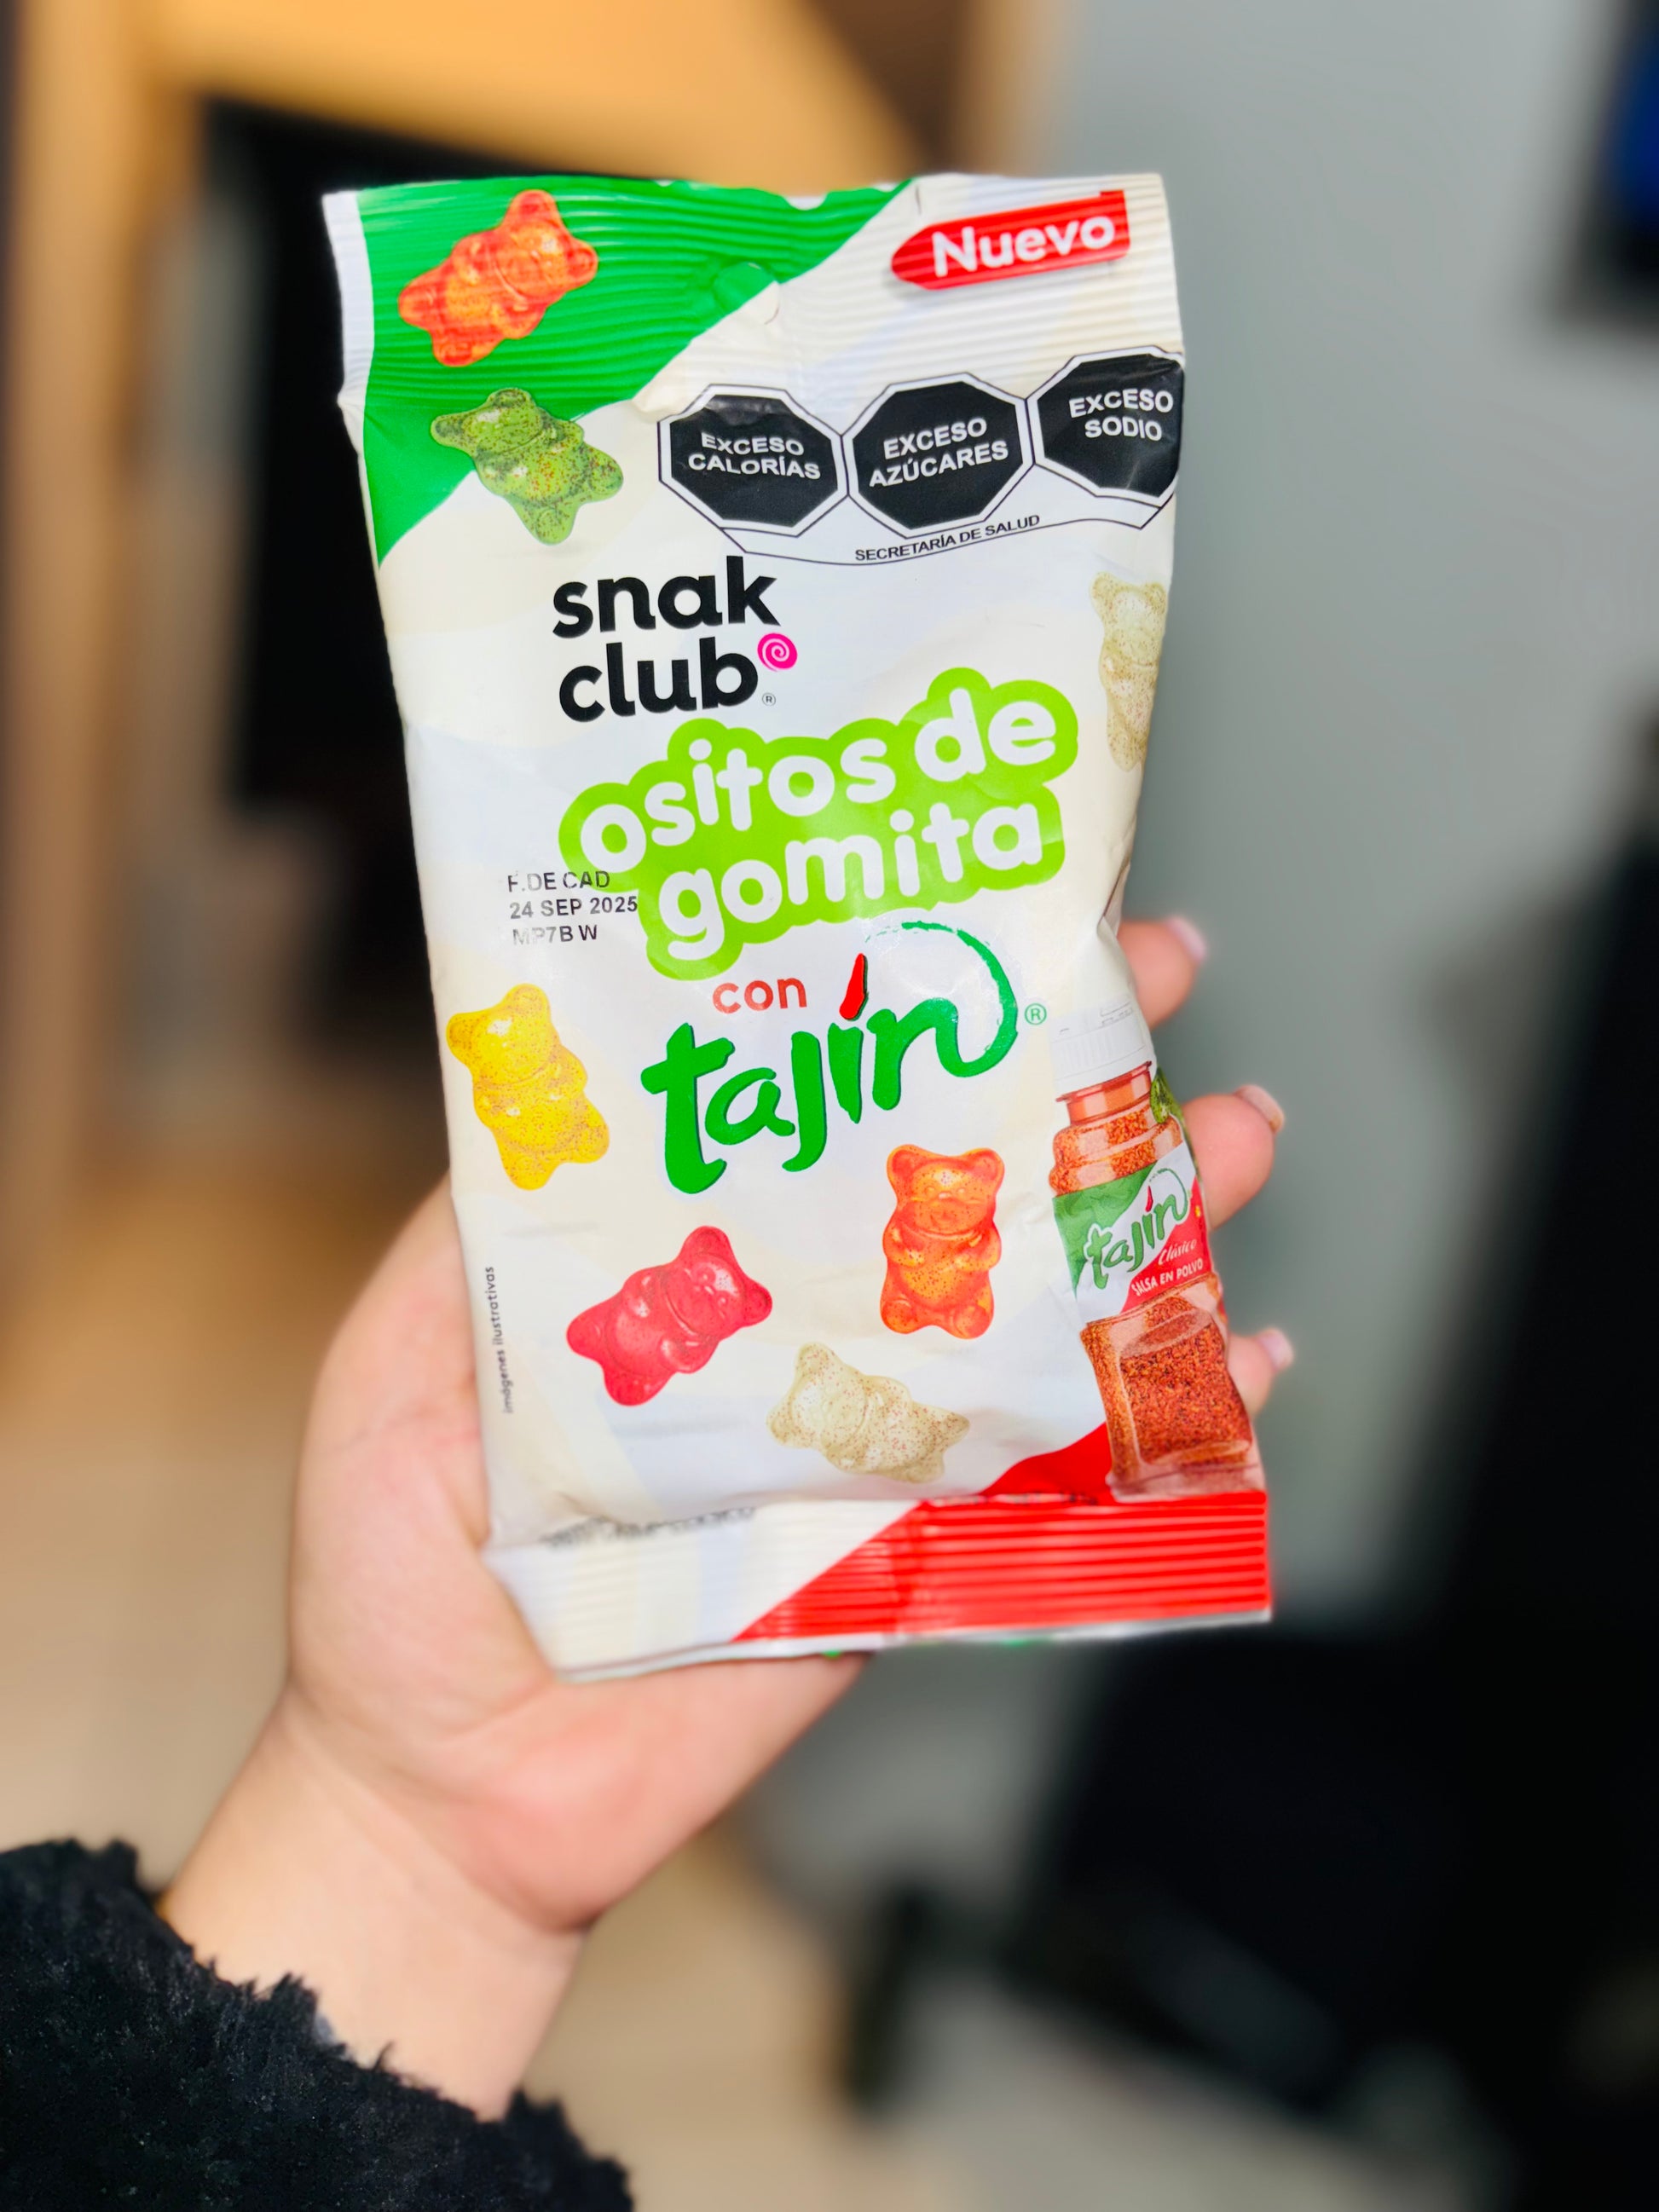 Nuevo
EXCESO
CALORÍAS
EXCESO
AZÚCARES
EXCESO
SODIO
SECRETARÍA DE SALUD
snak
club®
ositos de
gomita
F. DE CAD
24 SEP 2025
MP7B W
con
tajín®
tajín
Clásico
SALSA EN POLVO
imágenes ilustrativas